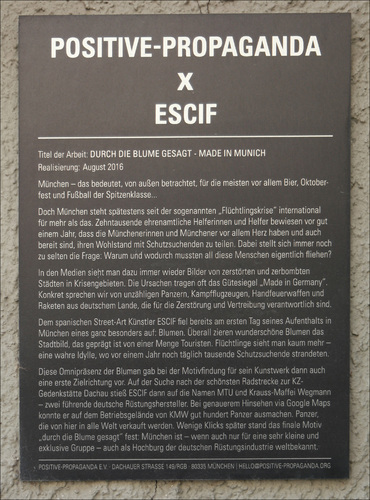 POSITIVE-PROPAGANDA
X
ESCIF
Titel der Arbeit: DURCH DIE BLUME GESAGT - MADE IN MUNICH
Realisierung: August 2016
München – das bedeutet, von außen betrachtet, für die meisten vor allem Bier, Oktober-
fest und Fußball der Spitzenklasse...
Doch München steht spätestens seit der sogenannten „Flüchtlingskrise" international
für mehr als das. Zehntausende ehrenamtliche Helferinnen und Helfer bewiesen vor gut
einem Jahr, dass die Münchenerinnen und Münchener vor allem Herz haben und auch
bereit sind, ihren Wohlstand mit Schutzsuchenden zu teilen. Dabei stellt sich immer noch
zu selten die Frage: Warum und wodurch mussten all diese Menschen eigentlich fliehen?
In den Medien sieht man dazu immer wieder Bilder von zerstörten und zerbombten
Städten in Krisengebieten. Die Ursachen tragen oft das Gütesiegel „Made in Germany".
Konkret sprechen wir von unzähligen Panzern, Kampfflugzeugen, Handfeuerwaffen und
Raketen aus deutschem Lande, die für die Zerstörung und Vertreibung verantwortlich sind.
Dem spanischen Street-Art Künstler ESCIF fiel bereits am ersten Tag seines Aufenthalts in
München eines ganz besonders auf: Blumen. Überall zieren wunderschöne Blumen das
Stadtbild, das geprägt ist von einer Menge Touristen. Flüchtlinge sieht man kaum mehr –
eine wahre Idylle, wo vor einem Jahr noch täglich tausende Schutzsuchende strandeten.
Diese Omnipräsenz der Blumen gab bei der Motivfindung für sein Kunstwerk dann auch
eine erste Zielrichtung vor. Auf der Suche nach der schönsten Radstrecke zur KZ-
Gedenkstätte Dachau stieß ESCIF dann auf die Namen MTU und Krauss-Maffei Wegmann
– zwei führende deutsche Rüstungshersteller. Bei genauerem Hinsehen via Google Maps
konnte er auf dem Betriebsgelände von KMW gut hundert Panzer ausmachen. Panzer,
die von hier in alle Welt verkauft werden. Wenige Klicks später stand das finale Motiv
„durch die Blume gesagt" fest: München ist – wenn auch nur für eine sehr kleine und
exklusive Gruppe – auch als Hochburg der deutschen Rüstungsindustrie weltbekannt.
POSITIVE-PROPAGANDA E.V. · DACHAUER STRASSE 148/RGB · 80335 MÜNCHEN | HELLO@POSITIVE-PROPAGANDA.ORG